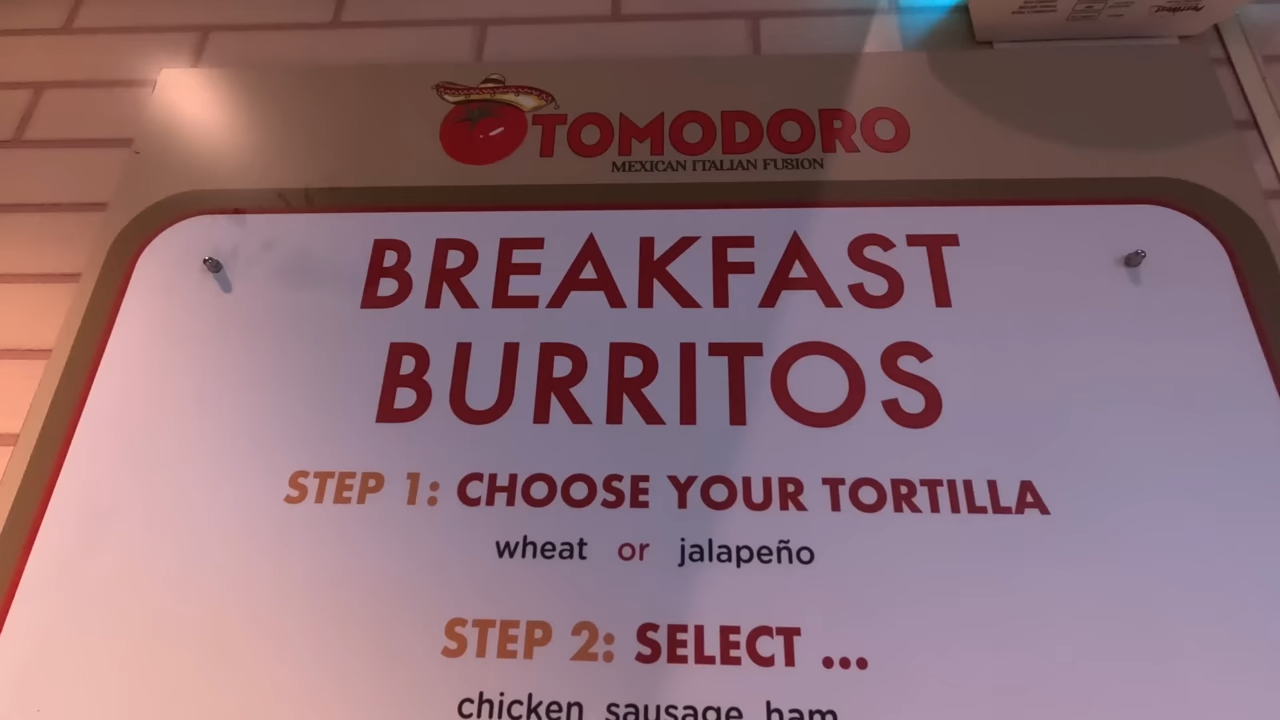 TOMODORO
MEXICAN ITALIAN FUSION
BREAKFAST
BURRITOS
STEP 1: CHOOSE YOUR TORTILLA
wheat or jalapeño
STEP 2: SELECT ...
chicken sausage ham